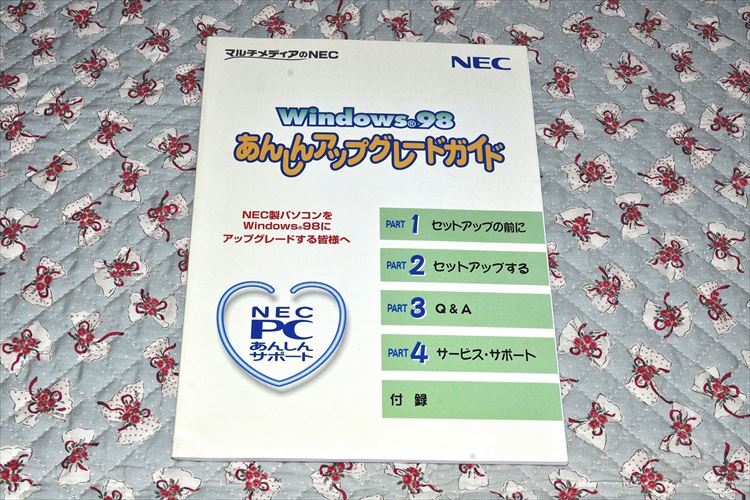 マルチメディアのNEC
NEC
Windows®98
あんしんアップグレードガイド
NEC製パソコンを
Windows®98に
アップグレードする皆様へ
PART 1 セットアップの前に
PART 2 セットアップする
PART 3 Q&A
PART 4 サービス・サポート
付録
NEC
PC
あんしん
サポート